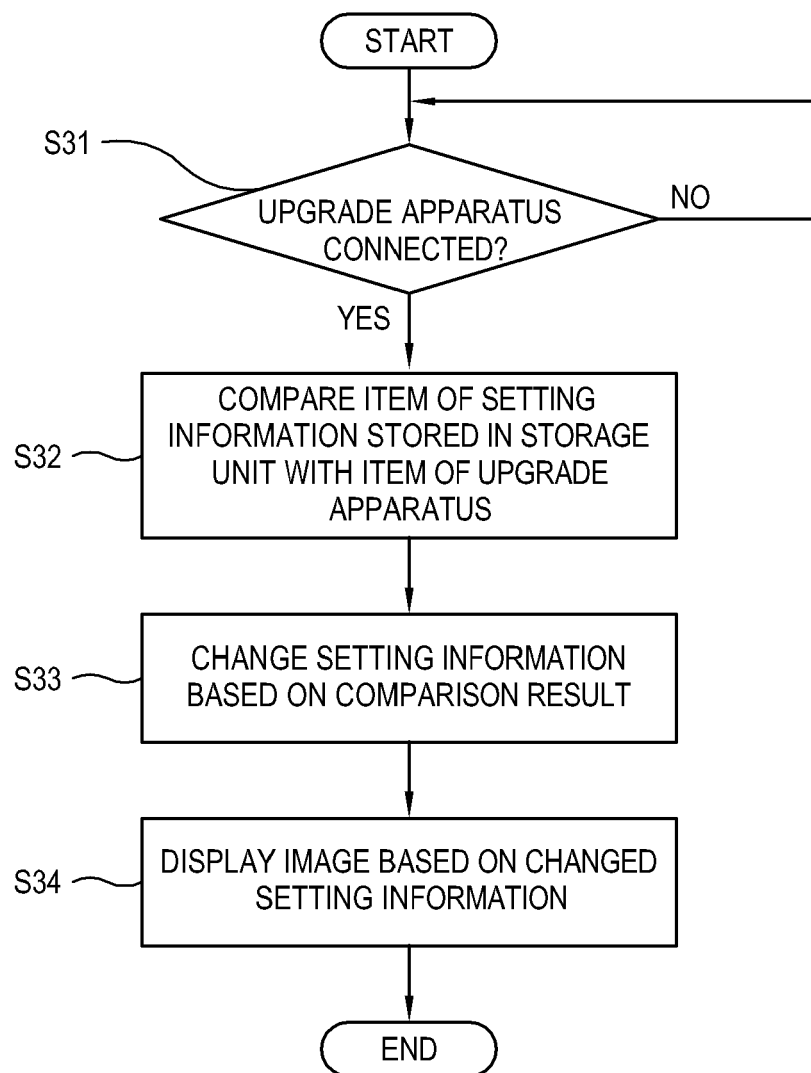 START
S31
UPGRADE APPARATUS
CONNECTED?
NO
YES
S32
COMPARE ITEM OF SETTING
INFORMATION STORED IN STORAGE
UNIT WITH ITEM OF UPGRADE
APPARATUS
S33
CHANGE SETTING INFORMATION
BASED ON COMPARISON RESULT
S34
DISPLAY IMAGE BASED ON CHANGED
SETTING INFORMATION
END